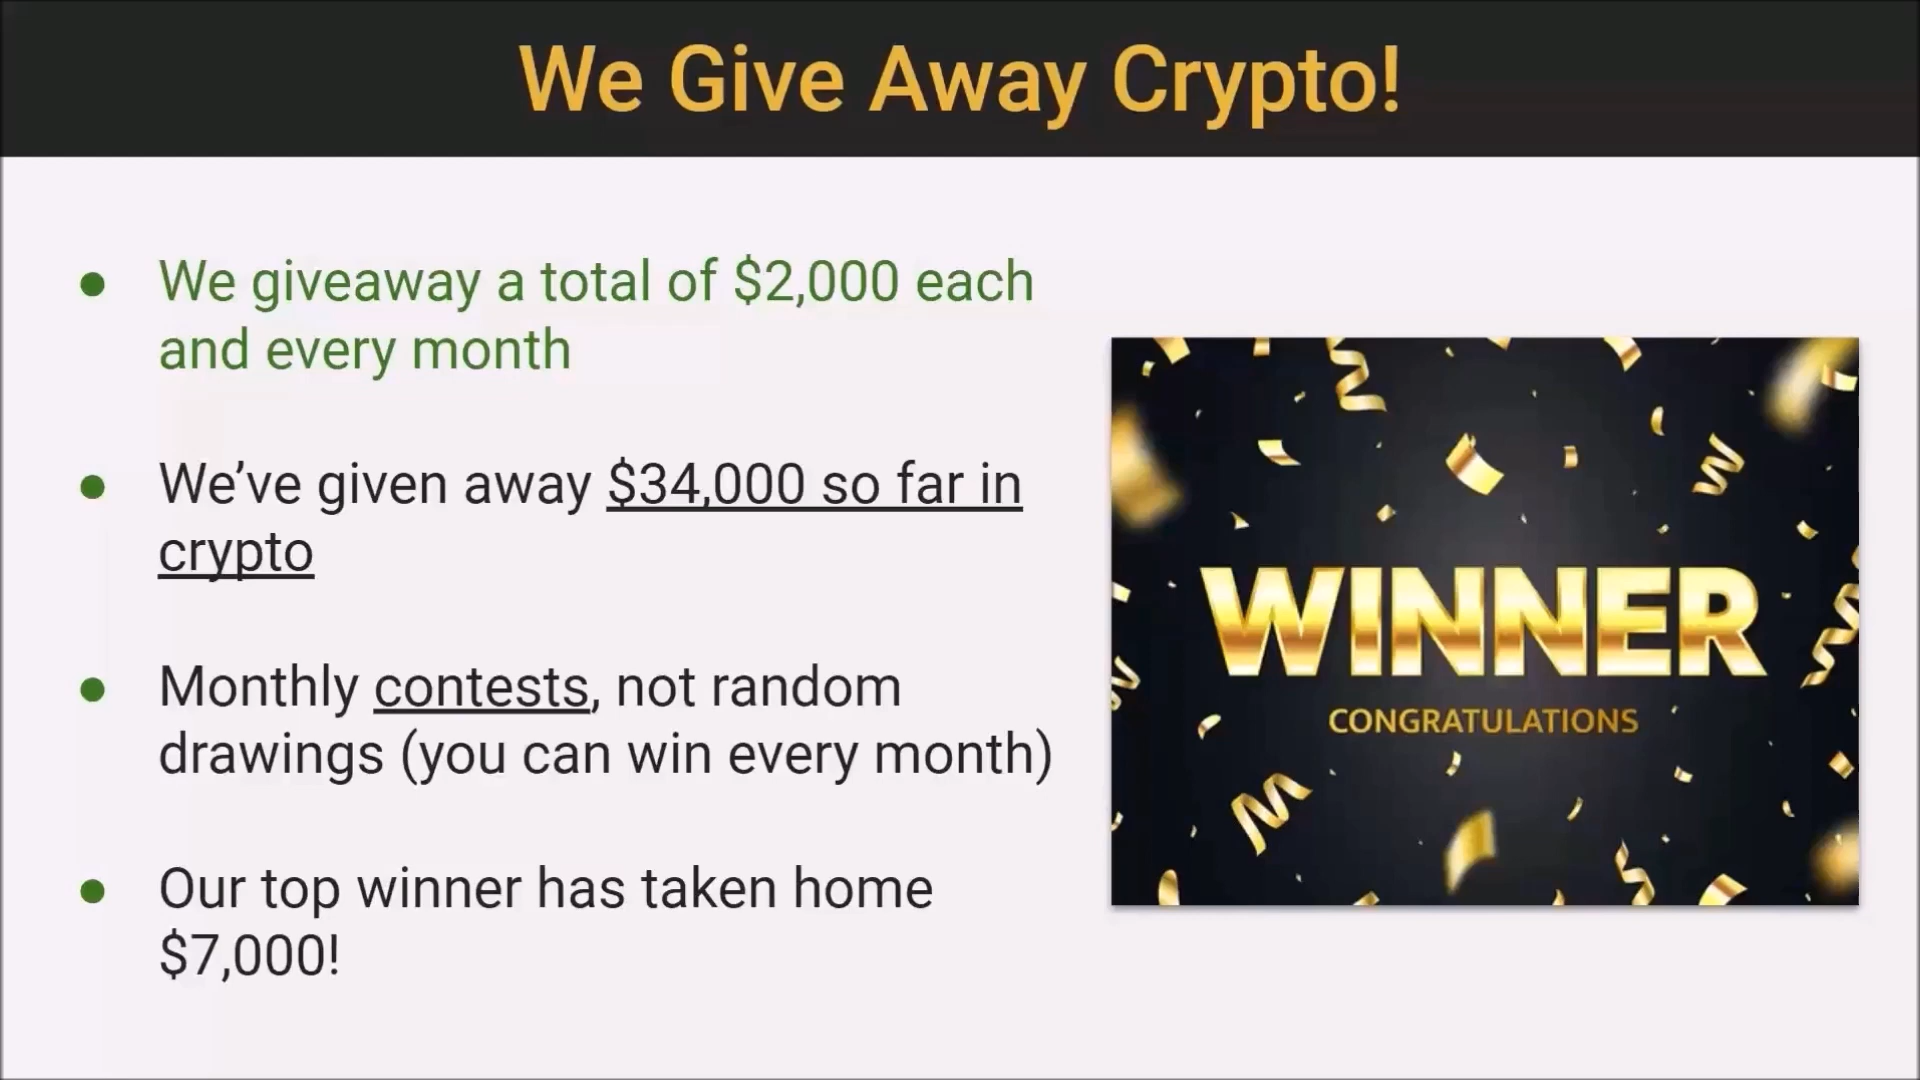 We Give Away Crypto!
● We giveaway a total of $2,000 each
and every month
● We’ve given away $34,000 so far in
crypto
● Monthly contests, not random
drawings (you can win every month)
● Our top winner has taken home
$7,000!
WINNER
CONGRATULATIONS